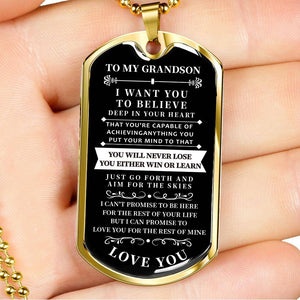 TO MY GRANDSON
I WANT YOU
TO BELIEVE
DEEP IN YOUR HEART
THAT YOU'RE CAPABLE OF
ACHIEVINGANYTHING YOU
PUT YOUR MIND TO THAT
YOU WILL NEVER LOSE
YOU EITHER WIN OR LEARN
JUST GO FORTH AND
AIM FOR THE SKIES
I CAN'T PROMISE TO BE HERE
FOR THE REST OF YOUR LIFE
BUT I CAN PROMISE TO
LOVE YOU FOR THE REST OF MINE
LOVE YOU